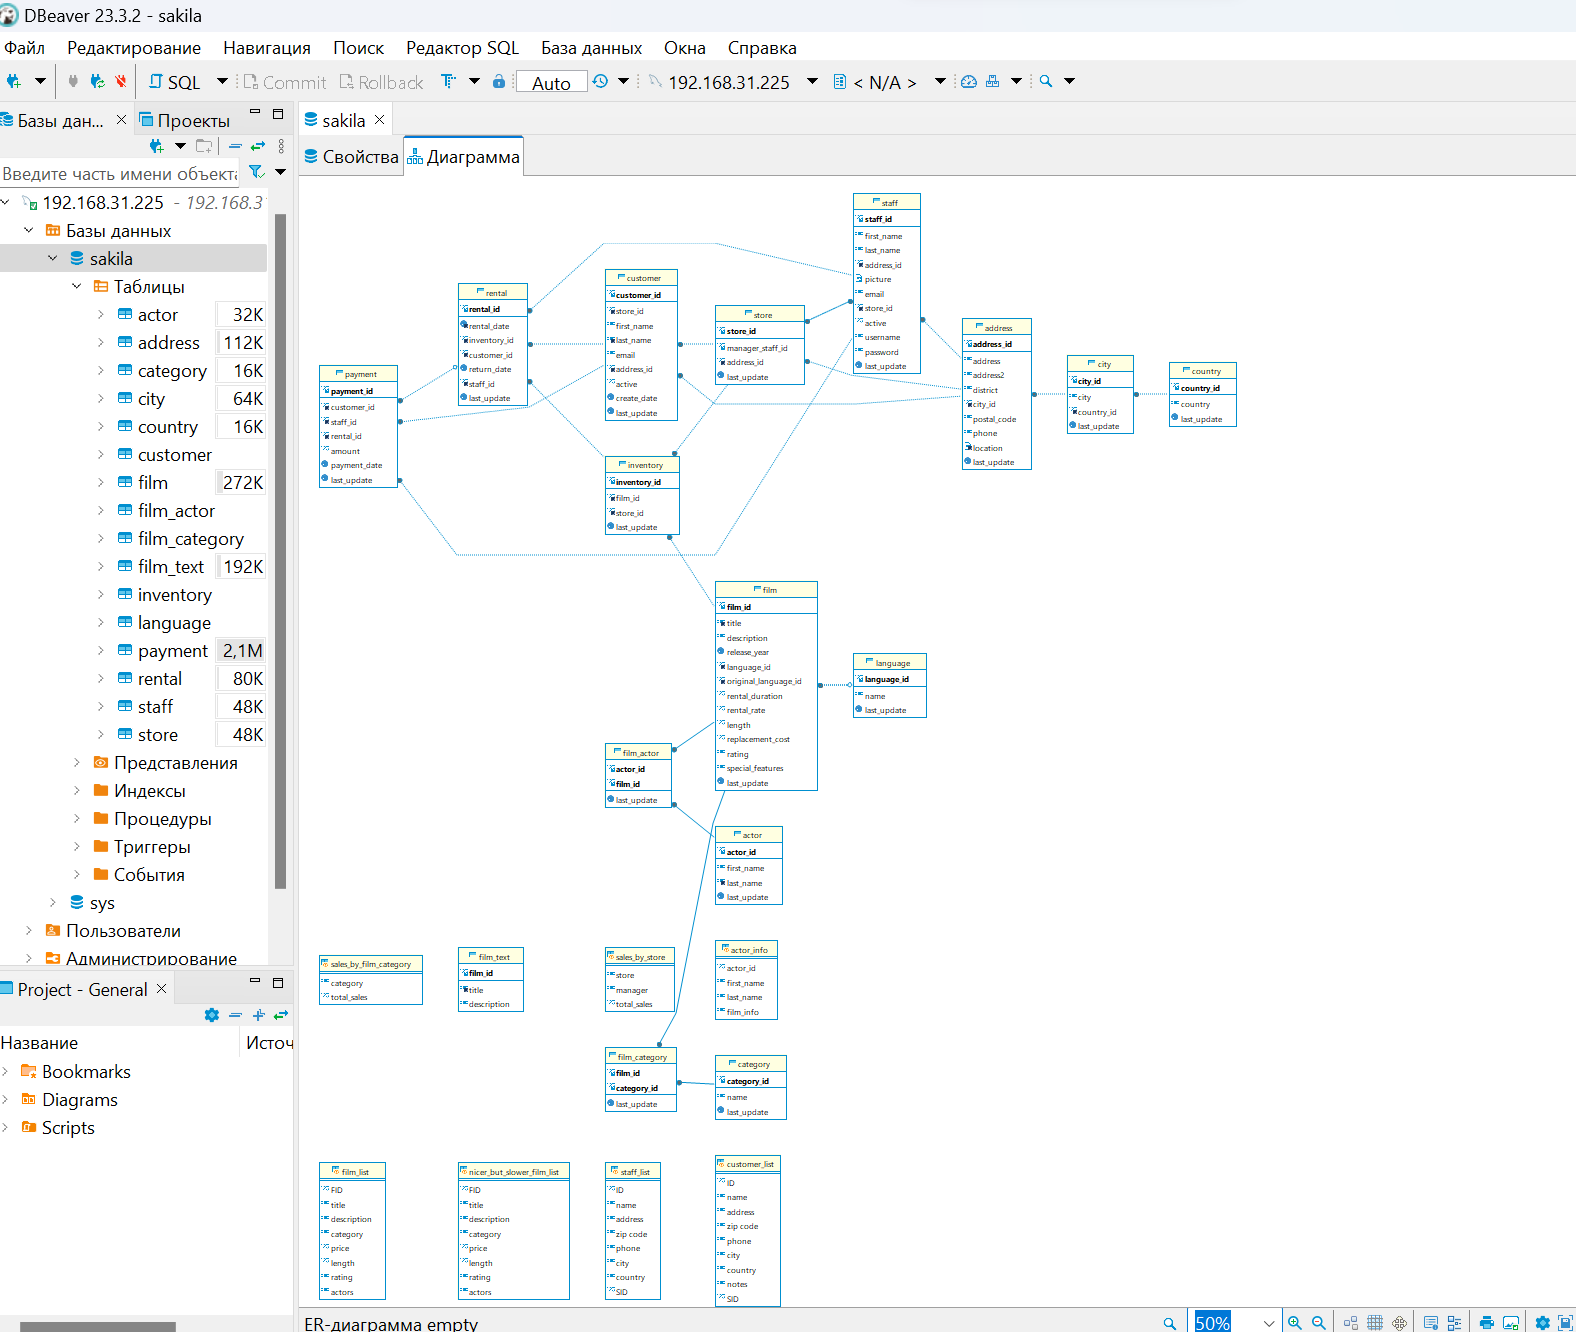 DBeaver 23.3.2 - sakila
Файл Редактирование Навигация Поиск Редактор SQL База данных Окна Справка
SQL Commit Rollback Auto 192.168.31.225 < N/A >
Базы дан... Проекты
Введите часть имени объекта
192.168.31.225 - 192.168.31
Базы данных
sakila
Таблицы
actor 32K
address 112K
category 16K
city 64K
country 16K
customer
film 272K
film_actor
film_category
film_text 192K
inventory
language
payment 2,1M
rental 80K
staff 48K
store 48K
Представления
Индексы
Процедуры
Триггеры
События
sys
Пользователи
Администрирование
Project - General
Название Источ
Bookmarks
Diagrams
Scripts
sakila
Свойства Диаграмма
payment
payment_id
customer_id
staff_id
rental_id
amount
payment_date
last_update
rental
rental_id
rental_date
inventory_id
customer_id
return_date
staff_id
last_update
customer
customer_id
store_id
first_name
last_name
email
address_id
active
create_date
last_update
store
store_id
manager_staff_id
address_id
last_update
staff
staff_id
first_name
last_name
address_id
picture
email
store_id
active
username
password
last_update
address
address_id
address
address2
district
city_id
postal_code
phone
location
last_update
city
city_id
city
country_id
last_update
country
country_id
country
last_update
inventory
inventory_id
film_id
store_id
last_update
film
film_id
title
description
release_year
language_id
original_language_id
rental_duration
rental_rate
length
replacement_cost
rating
special_features
last_update
language
language_id
name
last_update
film_actor
actor_id
film_id
last_update
actor
actor_id
first_name
last_name
last_update
sales_by_film_category
category
total_sales
film_text
film_id
title
description
sales_by_store
store
manager
total_sales
actor_info
actor_id
first_name
last_name
film_info
film_category
film_id
category_id
last_update
category
category_id
name
last_update
film_list
FID
title
description
category
price
length
rating
actors
nicer_but_slower_film_list
FID
title
description
category
price
length
rating
actors
staff_list
ID
name
address
zip code
phone
city
country
SID
customer_list
ID
name
address
zip code
phone
city
country
notes
SID
ER-диаграмма empty 50%